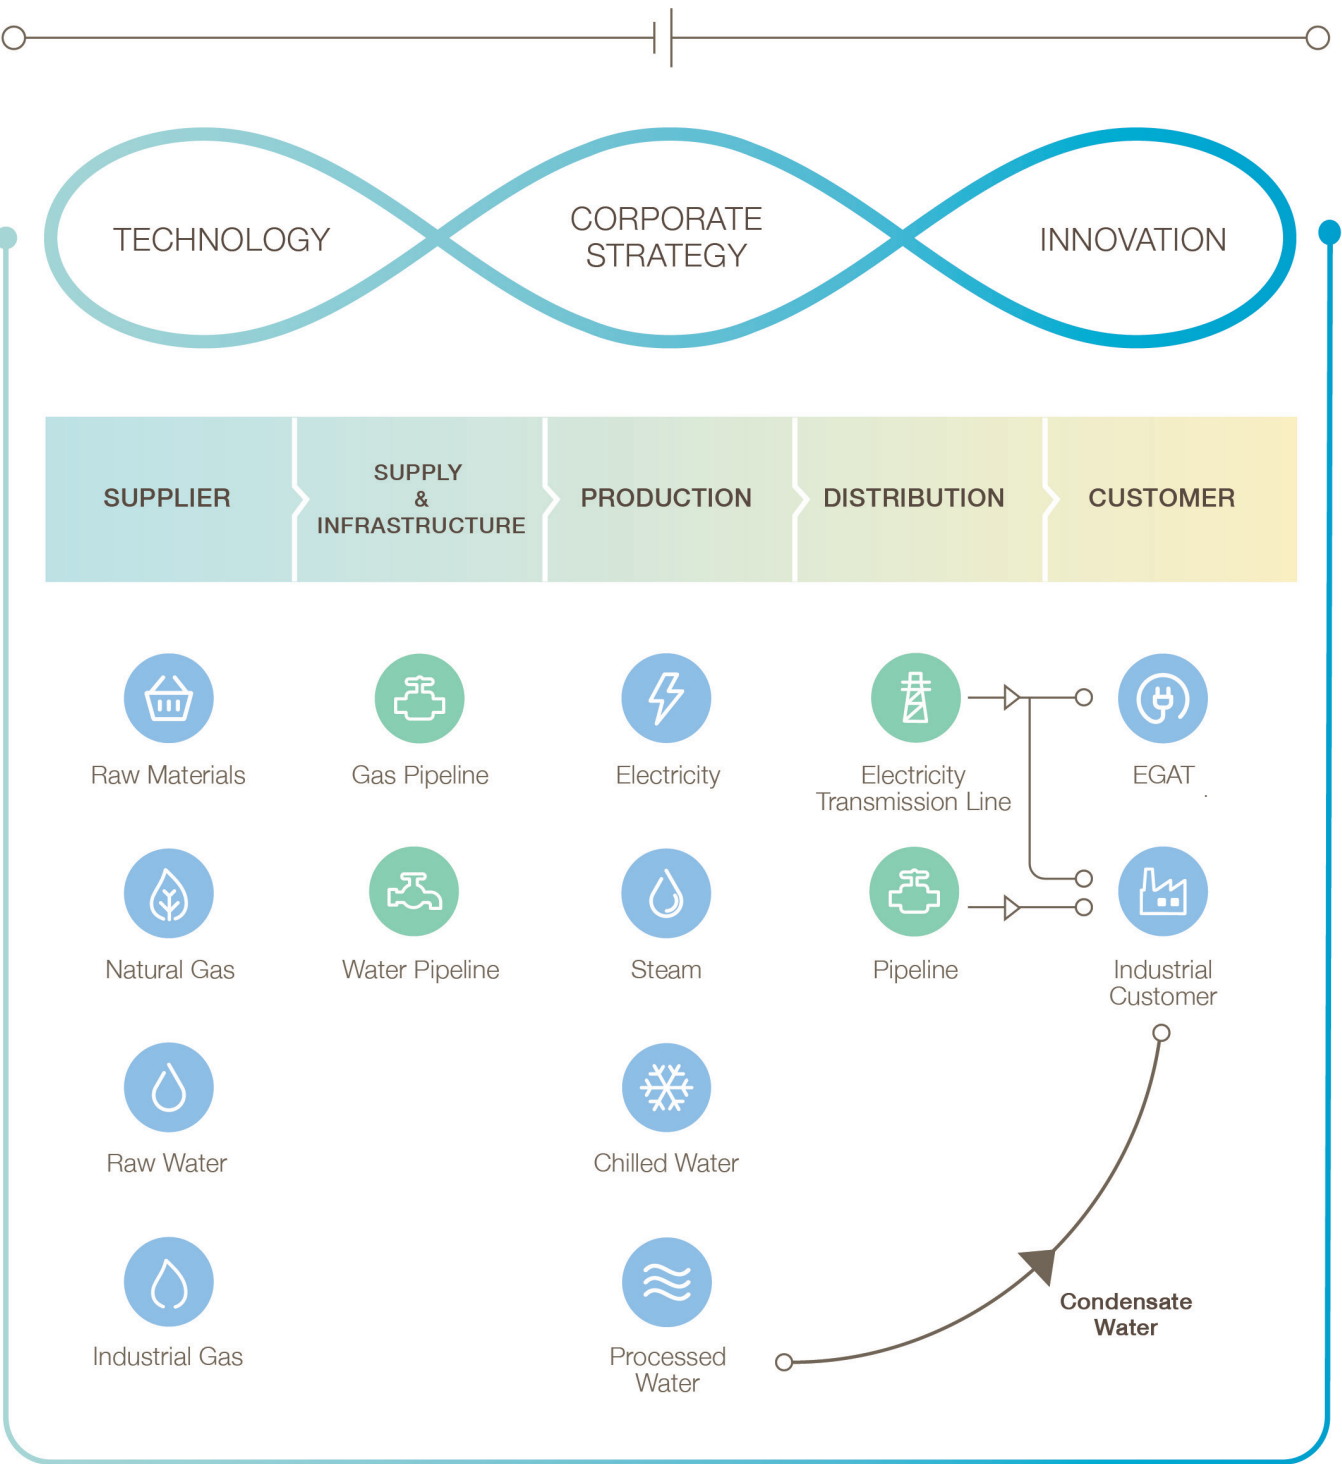 TECHNOLOGY
CORPORATE
STRATEGY
INNOVATION
SUPPLIER
SUPPLY
&
INFRASTRUCTURE
PRODUCTION
DISTRIBUTION
CUSTOMER
Raw Materials
Gas Pipeline
Electricity
Electricity
Transmission Line
EGAT
Natural Gas
Water Pipeline
Steam
Pipeline
Industrial
Customer
Raw Water
Chilled Water
Industrial Gas
Processed
Water
Condensate
Water